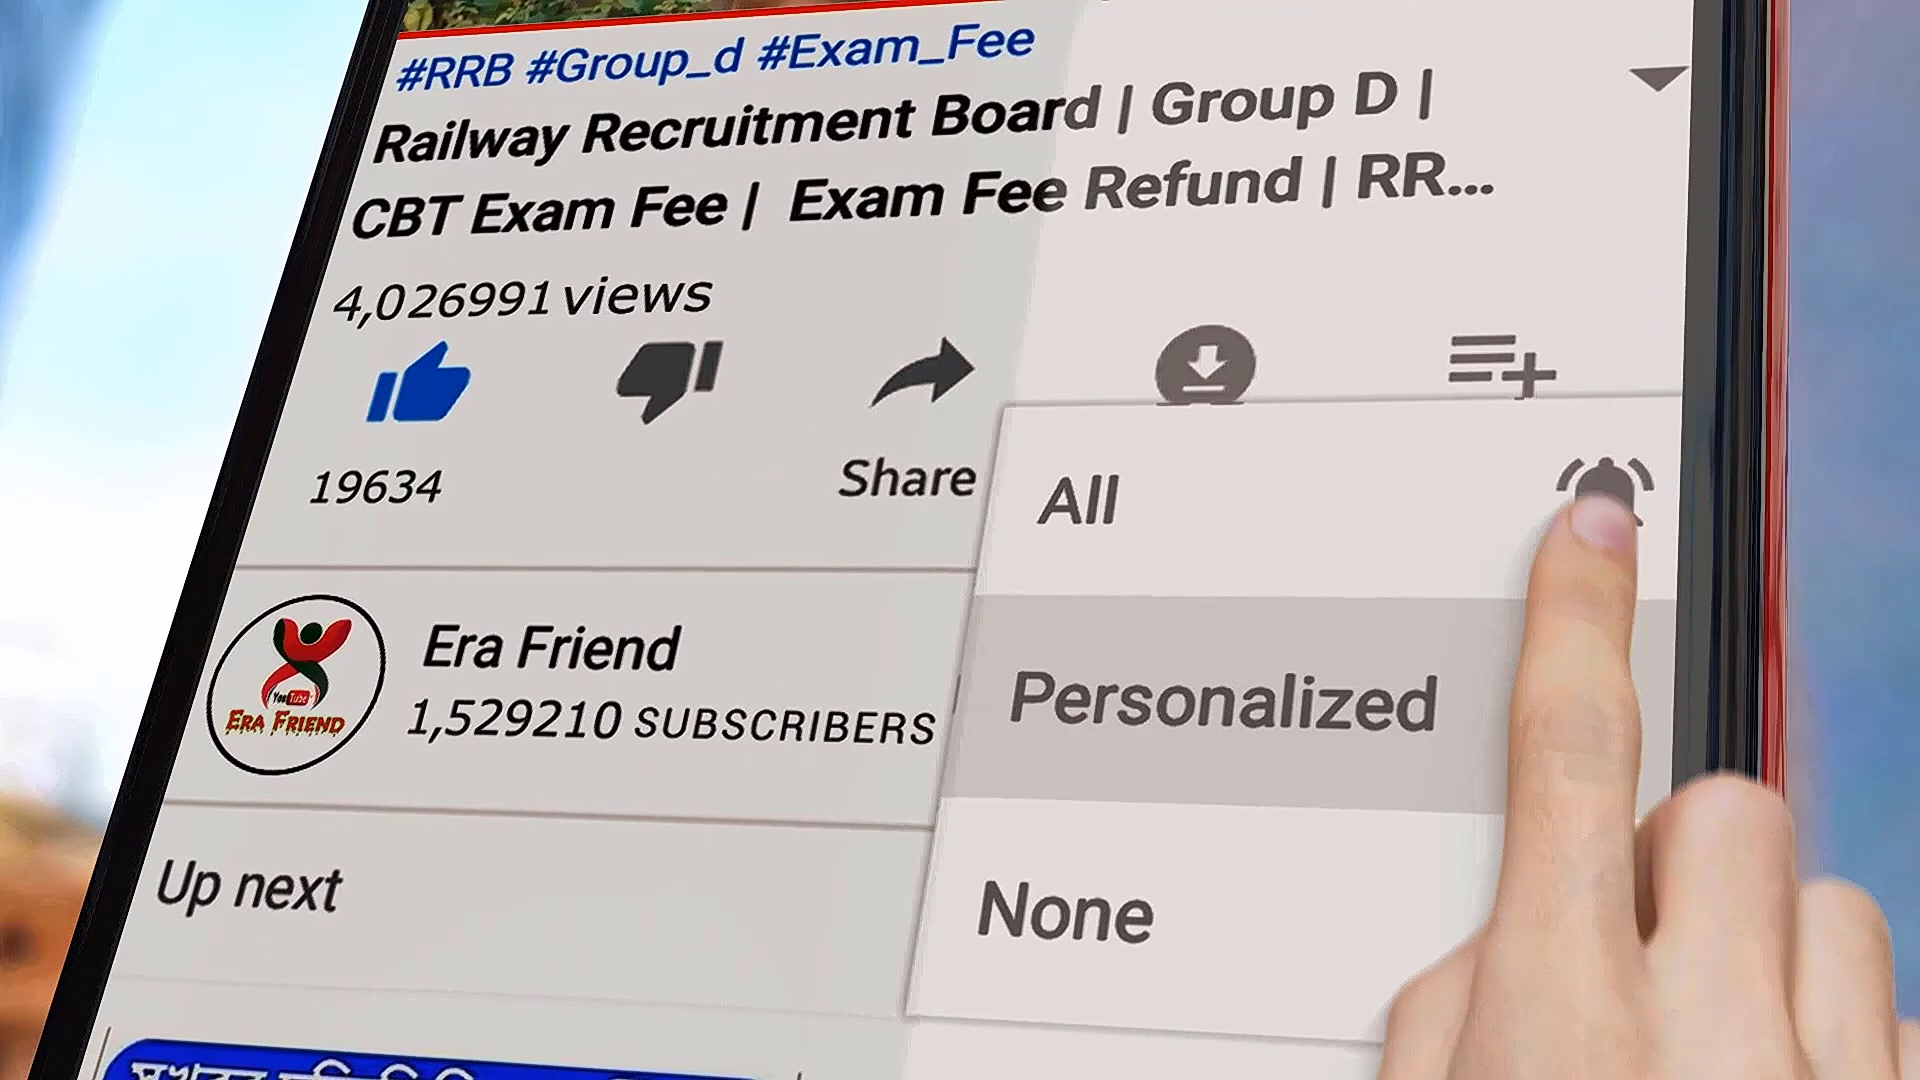 #RRB #Group_d #Exam_Fee
Railway Recruitment Board | Group D |
CBT Exam Fee | Exam Fee Refund | RR...
4,026991 views
19634
Share
All
Personalized
None
Era Friend
1,529210 SUBSCRIBERS
YouTube
ERA FRIEND
Up next